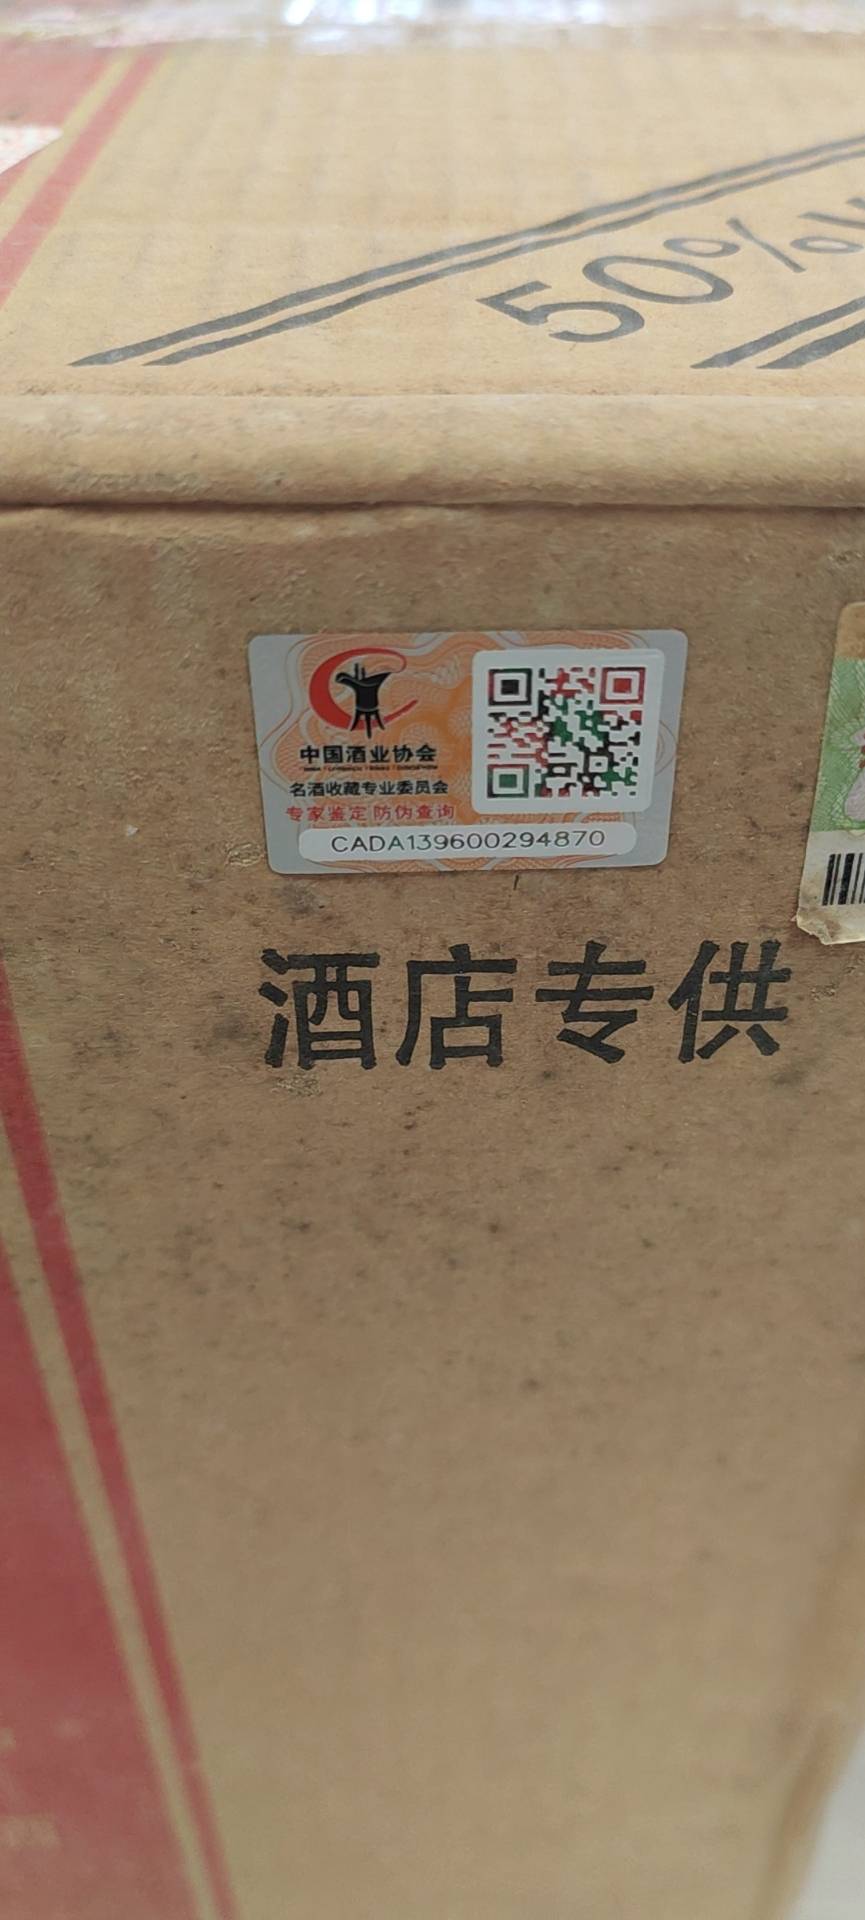 50%
中国酒业协会
名酒收藏专业委员会
专家鉴定 防伪查询
CADA139600294870
酒店专供